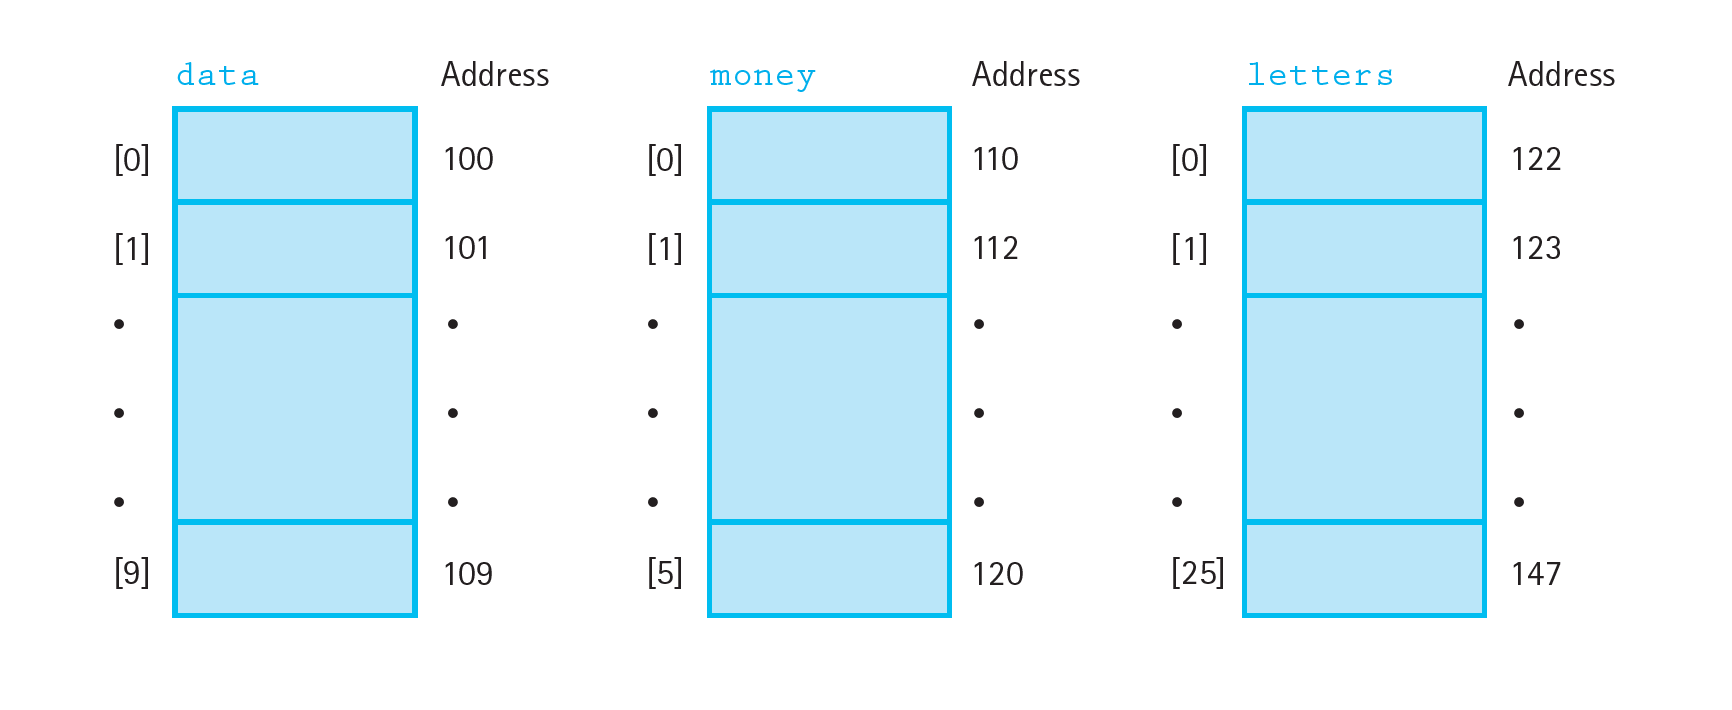 data Address money Address letters Address
[0] 100 [0] 110 [0] 122
[1] 101 [1] 112 [1] 123
• • • • • •
• • • • • •
• • • • • •
[9] 109 [5] 120 [25] 147